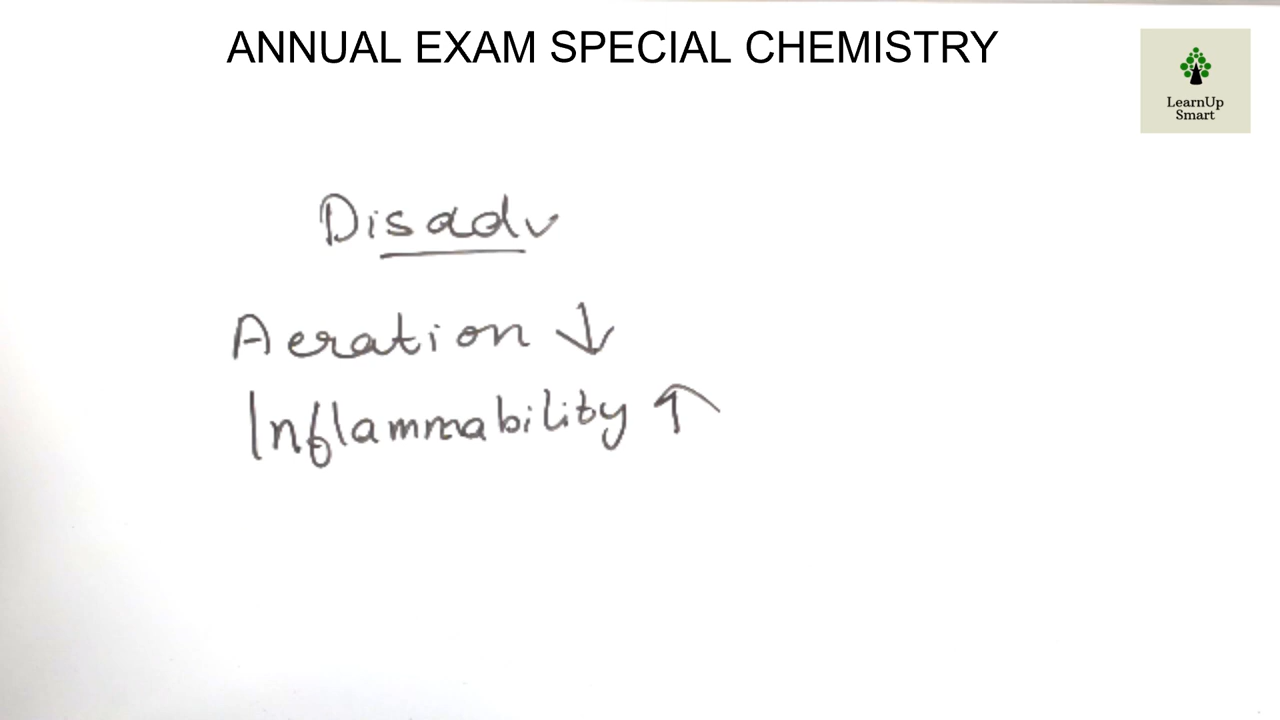 ANNUAL EXAM SPECIAL CHEMISTRY
LearnUp
Smart
Disadv
Aeration ↓
Inflammability ↑